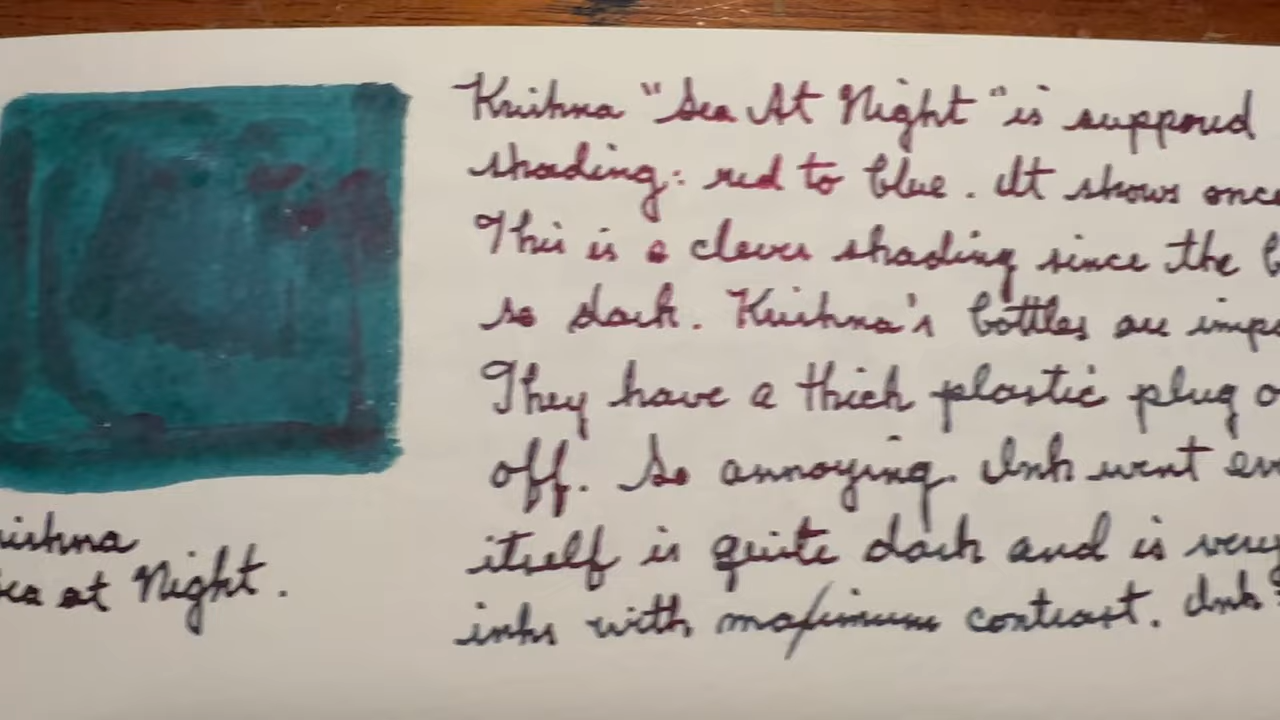 Krishna "Sea At Night" is supposed
shading: red to blue. It shows once
This is a clever shading since the
so dark. Krishna's bottles are
They have a thick plastic plug
off. So annoying. Ink went
itself is quite dark and is very
inks with maximum contrast. Ink
at Night.